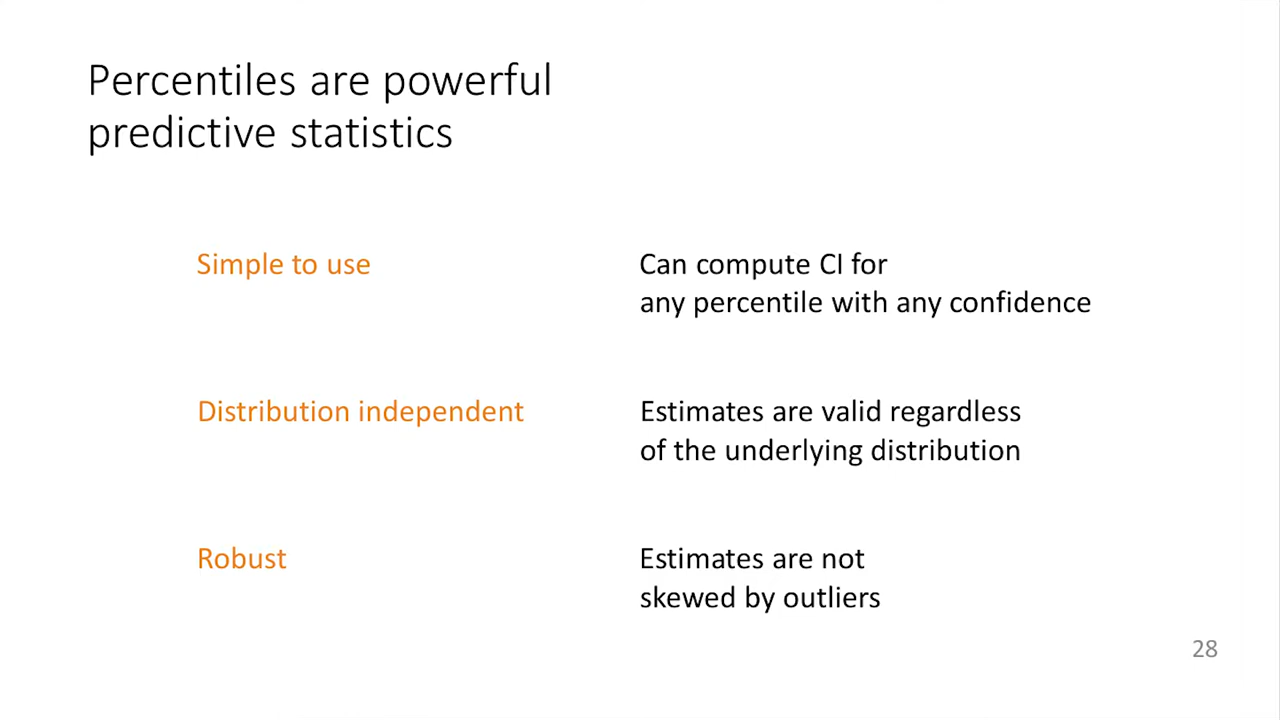 Percentiles are powerful
predictive statistics
Simple to use
Can compute CI for
any percentile with any confidence
Distribution independent
Estimates are valid regardless
of the underlying distribution
Robust
Estimates are not
skewed by outliers
28